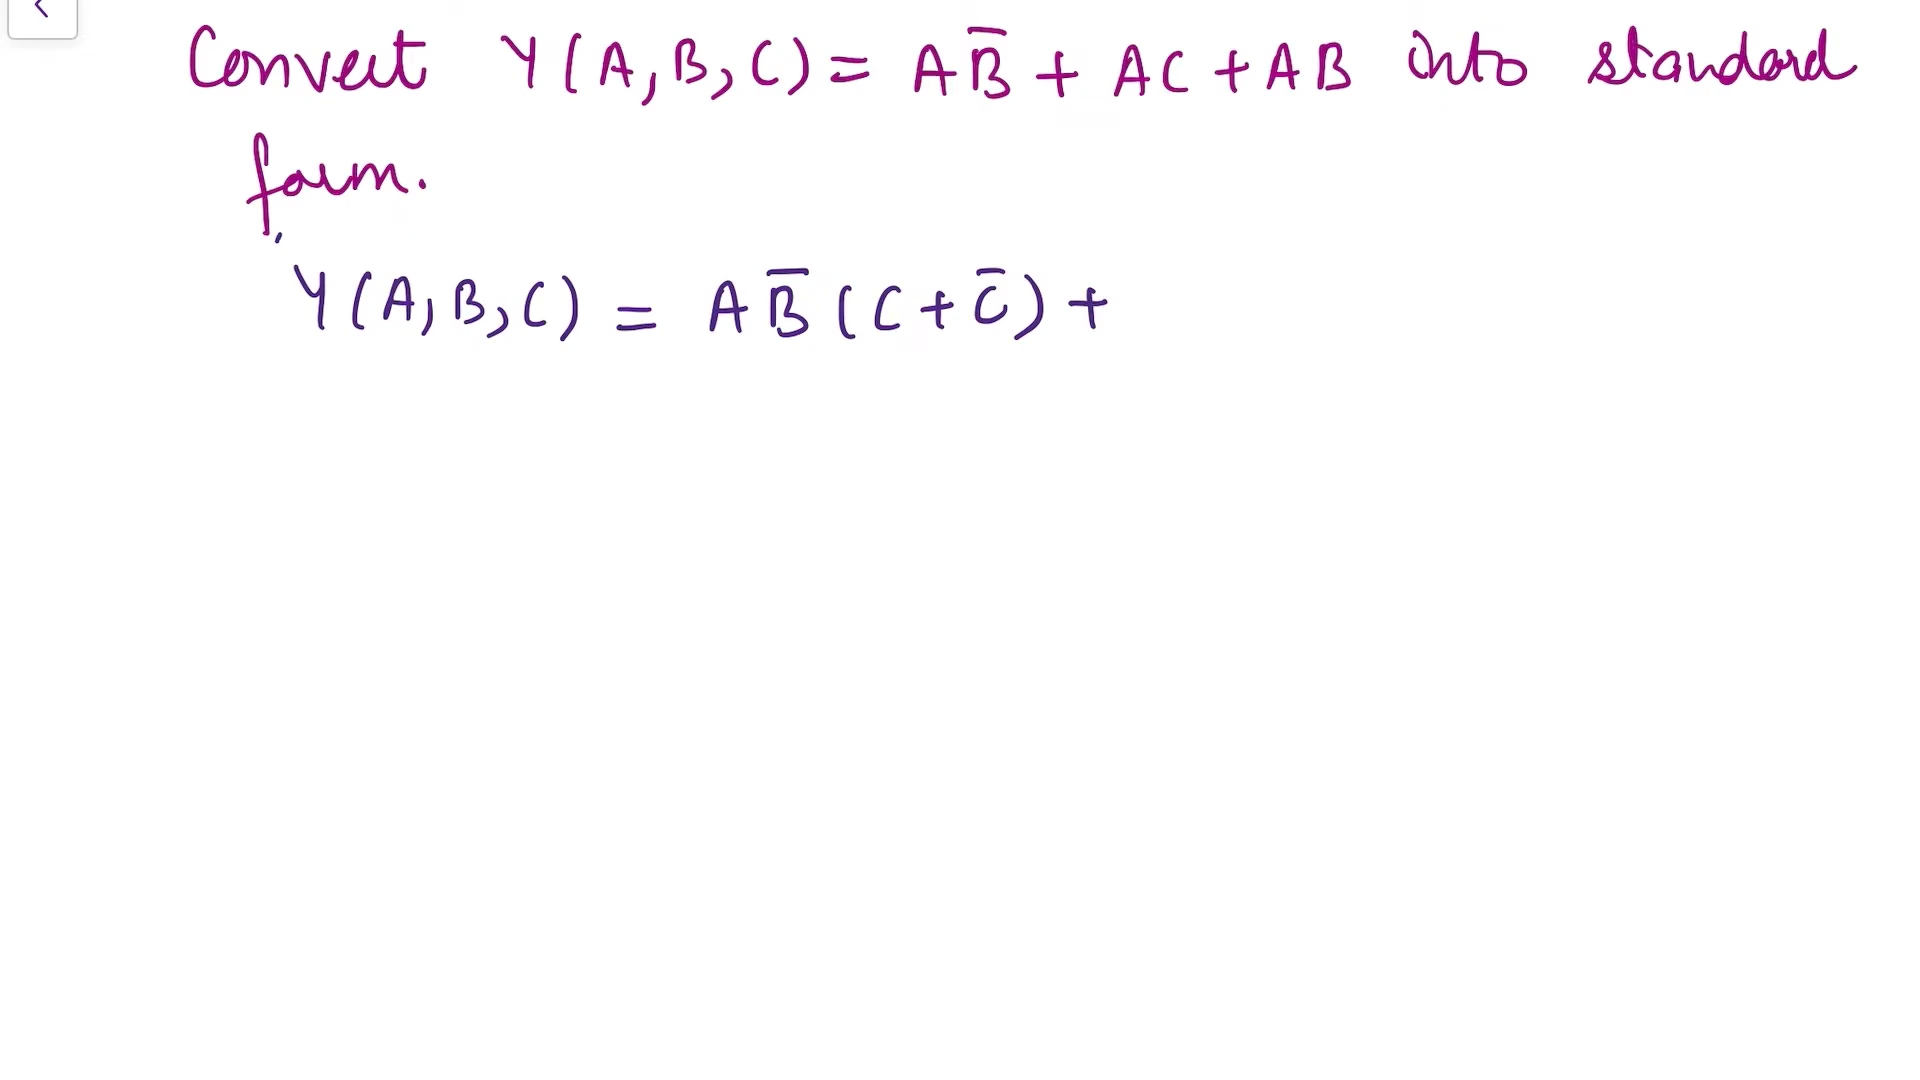 Convert Y(A,B,C) = AB̅ + AC + AB into standard
form.
Y(A,B,C) = AB̅(C+C̅)+